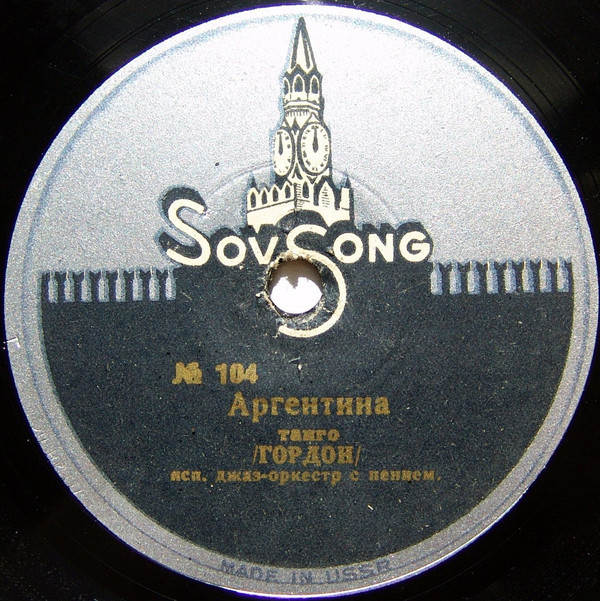 SovSong
№ 104
Аргентина
танго
/ГОРДОН/
исп. джаз-оркестр с пением.
MADE IN USSR